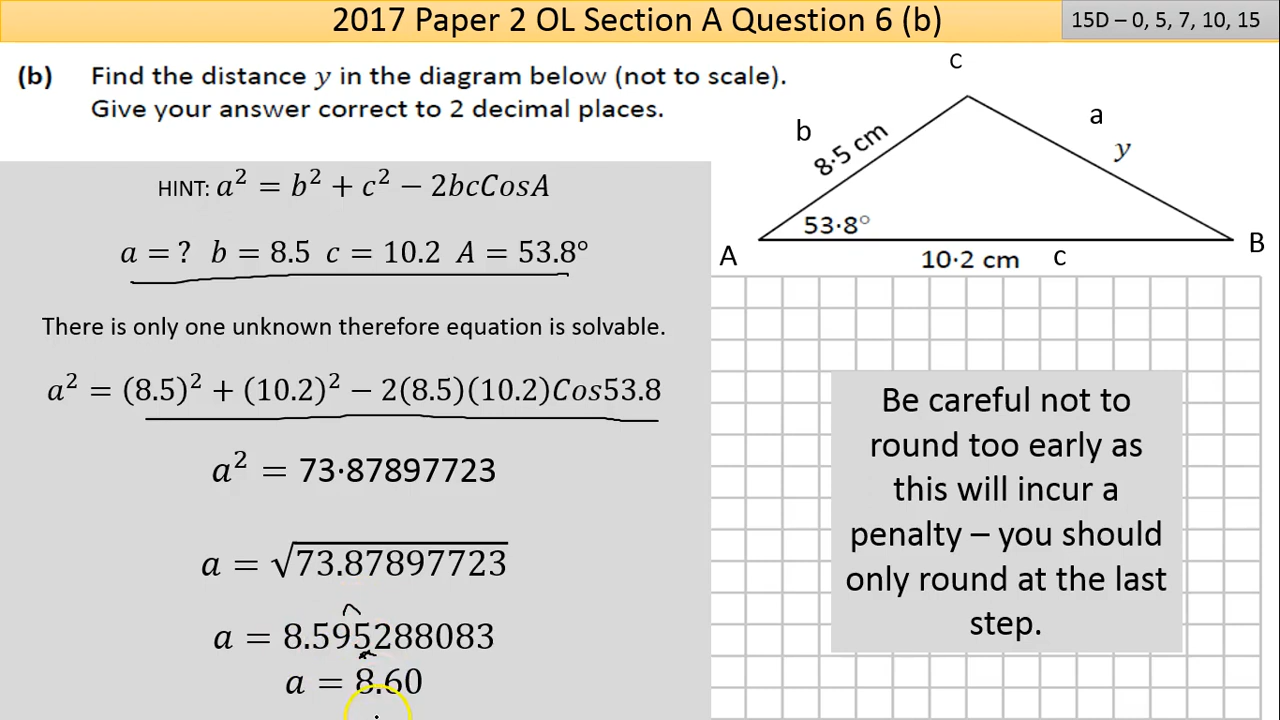 2017 Paper 2 OL Section A Question 6 (b)
15D – 0, 5, 7, 10, 15
(b) Find the distance y in the diagram below (not to scale).
Give your answer correct to 2 decimal places.
HINT: a² = b² + c² − 2bcCosA
a = ? b = 8.5 c = 10.2 A = 53.8°
There is only one unknown therefore equation is solvable.
a² = (8.5)² + (10.2)² − 2(8.5)(10.2)Cos53.8
a² = 73·87897723
a = √73.87897723
a = 8.595288083
a = 8.60
c
b
8·5 cm
a
y
53·8°
A
B
10·2 cm
c
Be careful not to
round too early as
this will incur a
penalty – you should
only round at the last
step.